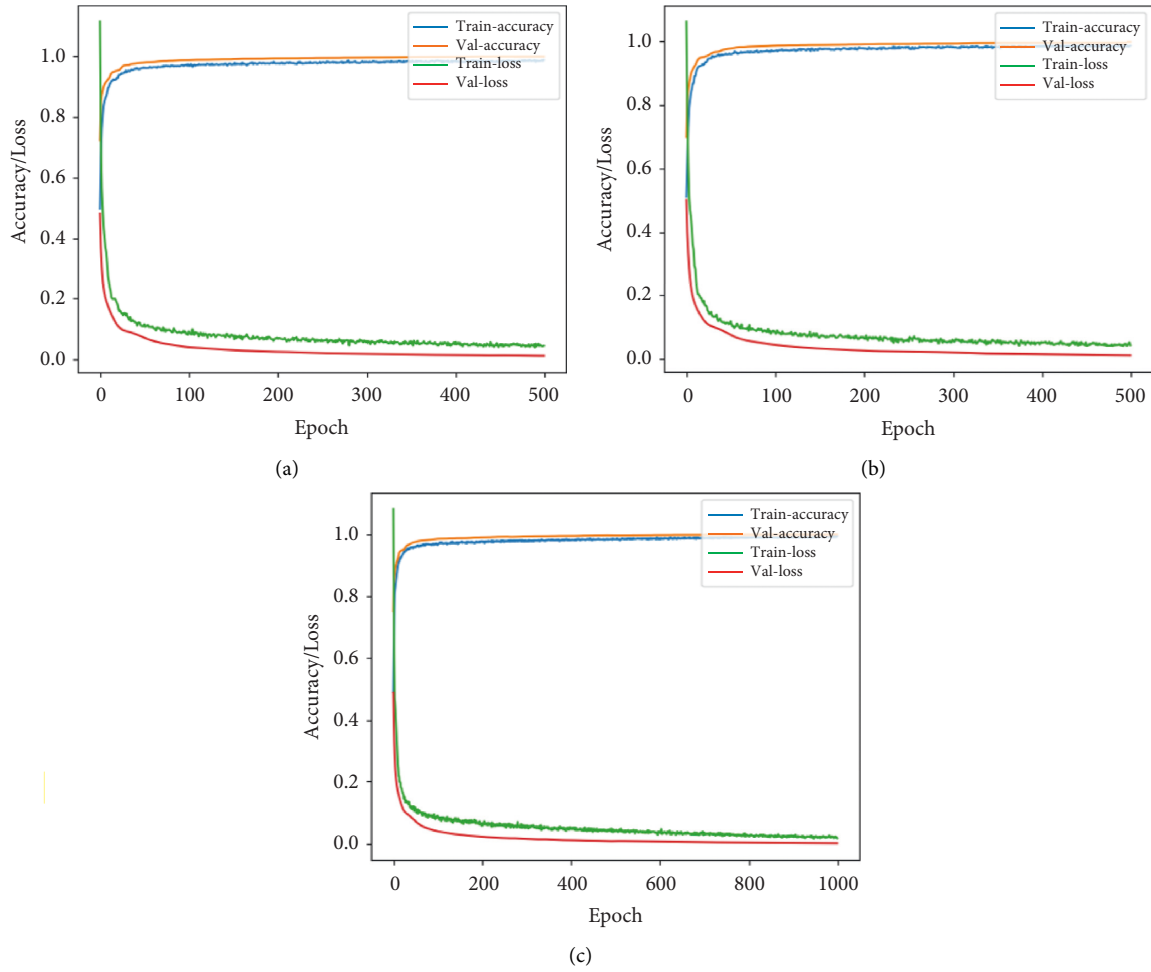 Train-accuracy
Val-accuracy
Train-loss
Val-loss
1.0
0.8
0.6
0.4
0.2
0.0
Accuracy/Loss
0 100 200 300 400 500
Epoch
(a)
Train-accuracy
Val-accuracy
Train-loss
Val-loss
1.0
0.8
0.6
0.4
0.2
0.0
Accuracy/Loss
0 100 200 300 400 500
Epoch
(b)
Train-accuracy
Val-accuracy
Train-loss
Val-loss
1.0
0.8
0.6
0.4
0.2
0.0
Accuracy/Loss
0 200 400 600 800 1000
Epoch
(c)